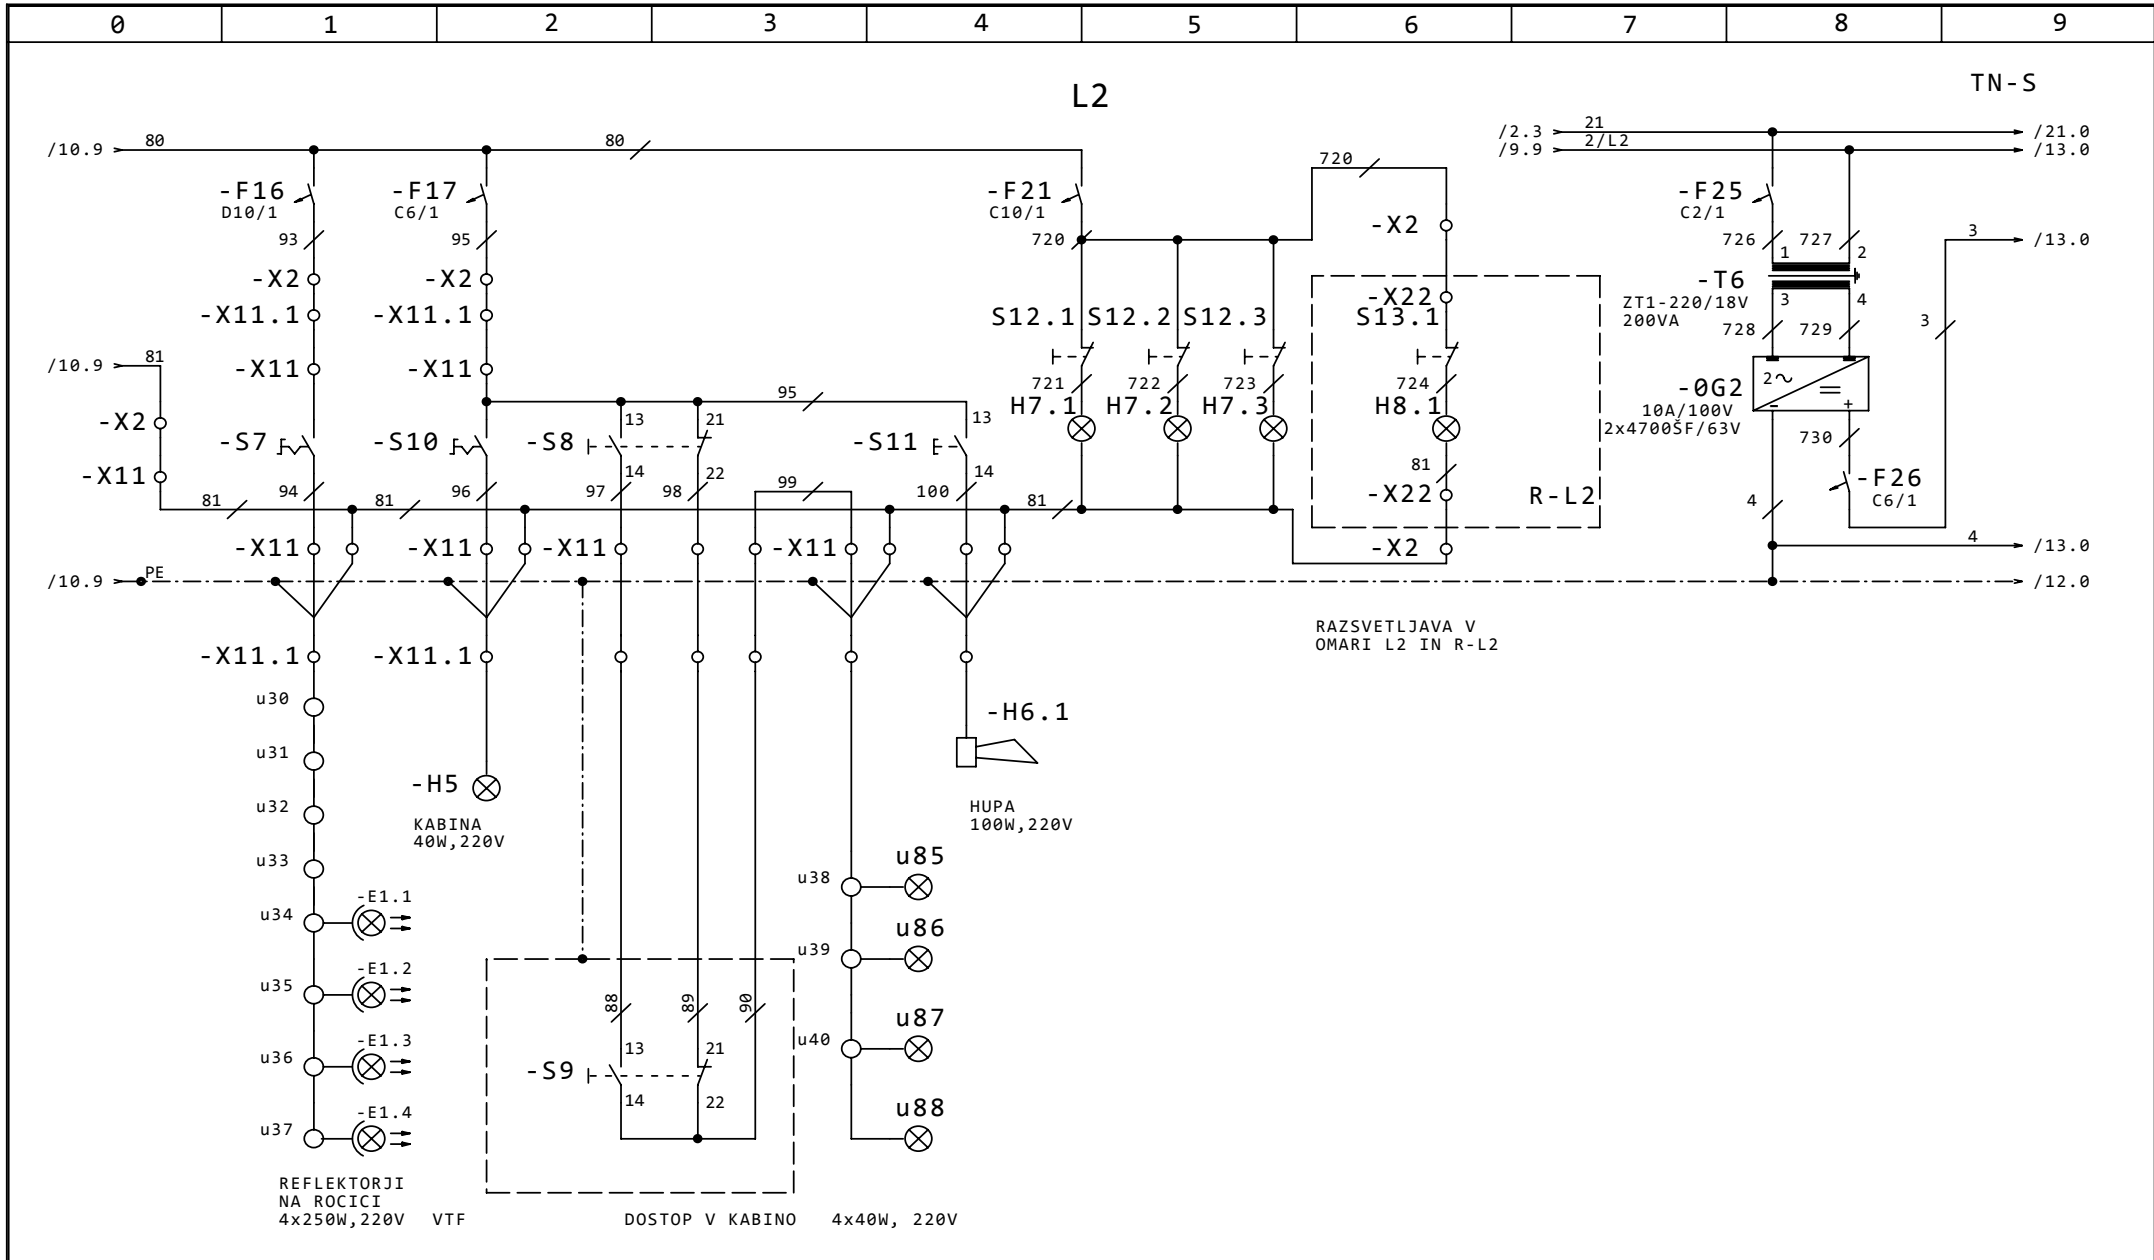 0 1 2 3 4 5 6 7 8 9
L2
TN-S
/10.9 80 80
/2.3 21 /21.0
/9.9 2/L2 /13.0
720
-F16
D10/1
-F17
C6/1
-F21
C10/1
-F25
C2/1
93 95 720 -X2 726 727 3 /13.0
1 2
-X2 -X2
-X11.1 -X11.1
-X22
S12.1 S12.2 S12.3 S13.1
-T6
ZT1-220/18V
200VA
3 4
728 729 3
/10.9 81
-X11 -X11
721 722 723 724
H7.1 H7.2 H7.3 H8.1
95
-0G2
2 =
- +
10A/100V
2x4700ŠF/63V
730
-X2
-S7 -S10 -S8 13 21 -S11 13
-X11
14 22 14
81 94 81 96 97 98 99 100 81
81
-X22
R-L2
-F26
C6/1
4
-X11 -X11 -X11 -X11 -X2
4 /13.0
/10.9 PE /12.0
RAZSVETLJAVA V
OMARI L2 IN R-L2
-X11.1 -X11.1
u30
u31
u32
u33
-H5
KABINA
40W,220V
-H6.1
HUPA
100W,220V
u38 u85
u39 u86
u40 u87
u88
u34 -E1.1
u35 -E1.2
u36 -E1.3
u37 -E1.4
88 89 90
-S9 13 21
14 22
REFLEKTORJI
NA ROCICI
4x250W,220V VTF
DOSTOP V KABINO 4x40W, 220V